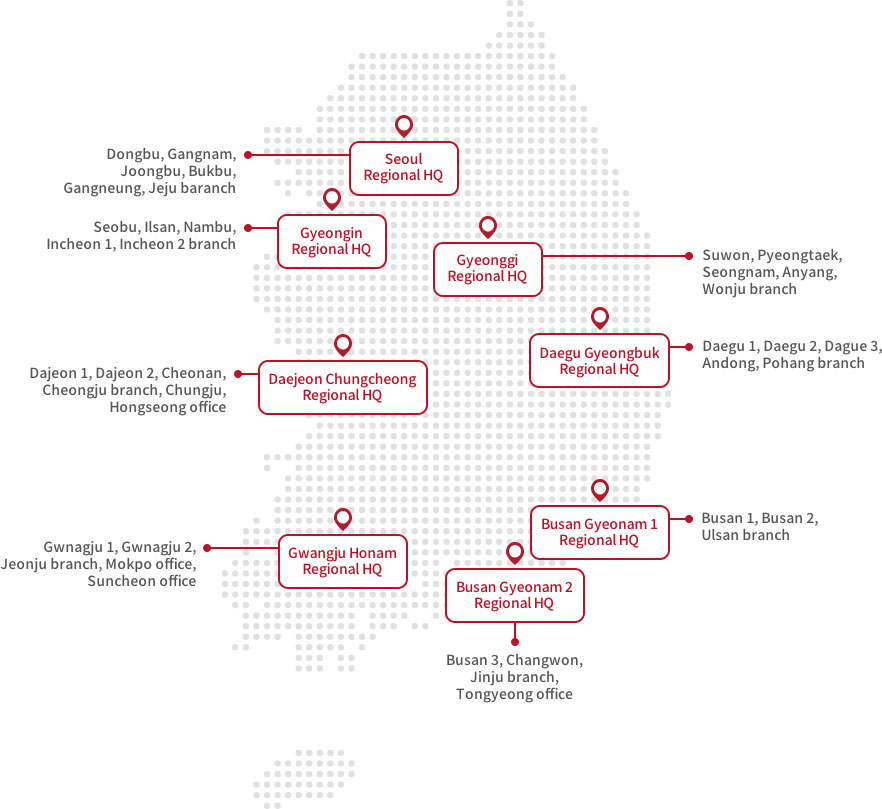 Seoul
Regional HQ
Dongbu, Gangnam,
Joongbu, Bukbu,
Gangneung, Jeju baranch
Gyeongin
Regional HQ
Seobu, Ilsan, Nambu,
Incheon 1, Incheon 2 branch
Gyeonggi
Regional HQ
Suwon, Pyeongtaek,
Seongnam, Anyang,
Wonju branch
Daegu Gyeongbuk
Regional HQ
Daegu 1, Daegu 2, Dague 3,
Andong, Pohang branch
Daejeon Chungcheong
Regional HQ
Dajeon 1, Dajeon 2, Cheonan,
Cheongju branch, Chungju,
Hongseong office
Busan Gyeonam 1
Regional HQ
Busan 1, Busan 2,
Ulsan branch
Gwangju Honam
Regional HQ
Gwnagju 1, Gwnagju 2,
Jeonju branch, Mokpo office,
Suncheon office
Busan Gyeonam 2
Regional HQ
Busan 3, Changwon,
Jinju branch,
Tongyeong office